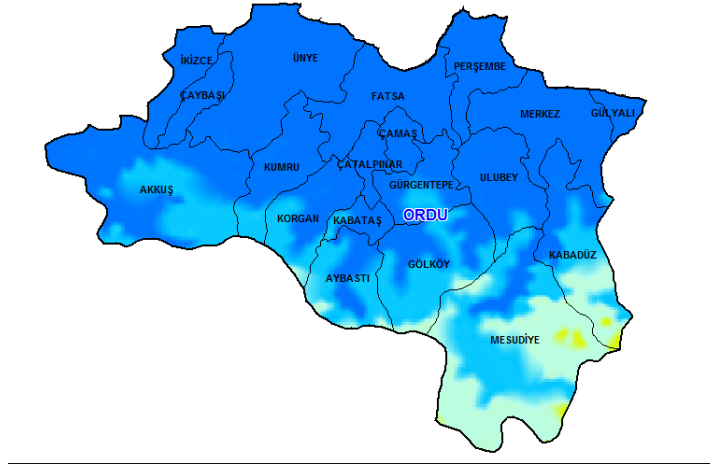 İKİZCE
ÜNYE
PERŞEMBE
ÇAYBAŞI
FATSA
MERKEZ
GÜLYALI
ÇAMAŞ
KUMRU
ÇATALPINAR
ULUBEY
AKKUŞ
GÜRGENTEPE
KORGAN
KABATAŞ
ORDU
KABADÜZ
GÖLKÖY
AYBASTI
MESUDİYE